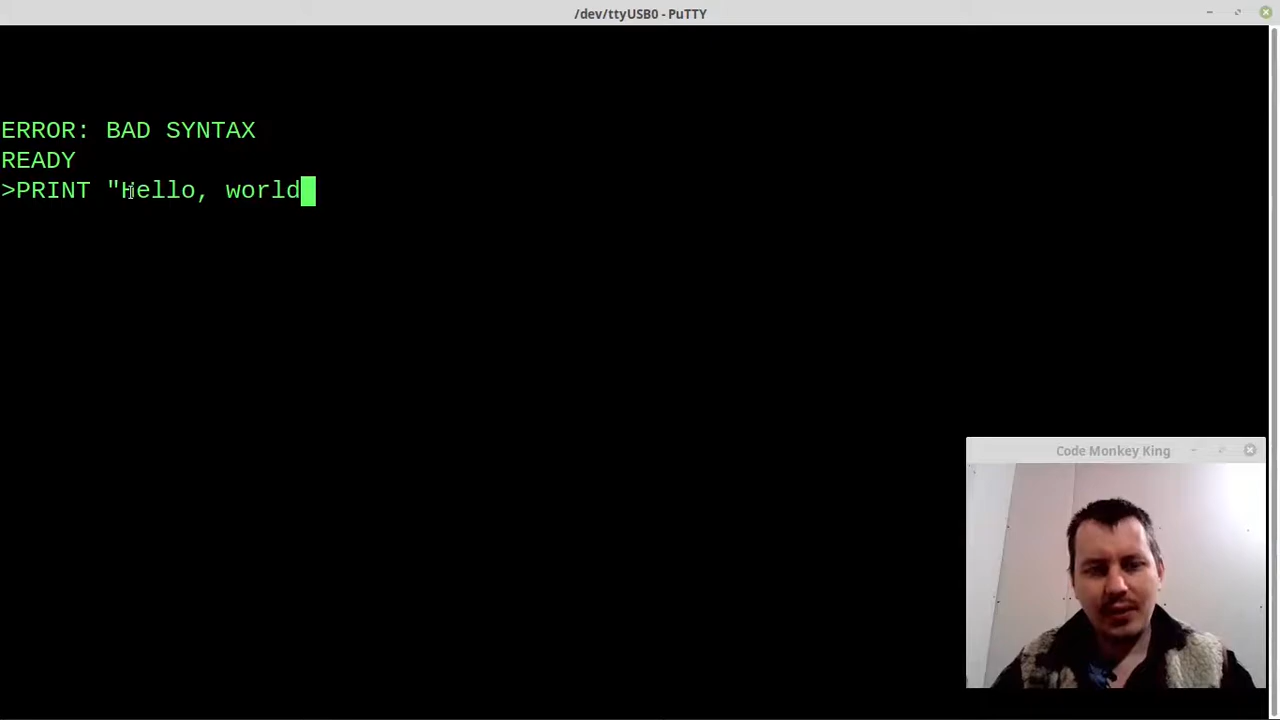 /dev/ttyUSB0 - PuTTY
ERROR: BAD SYNTAX
READY
>PRINT "Hello, world
Code Monkey King